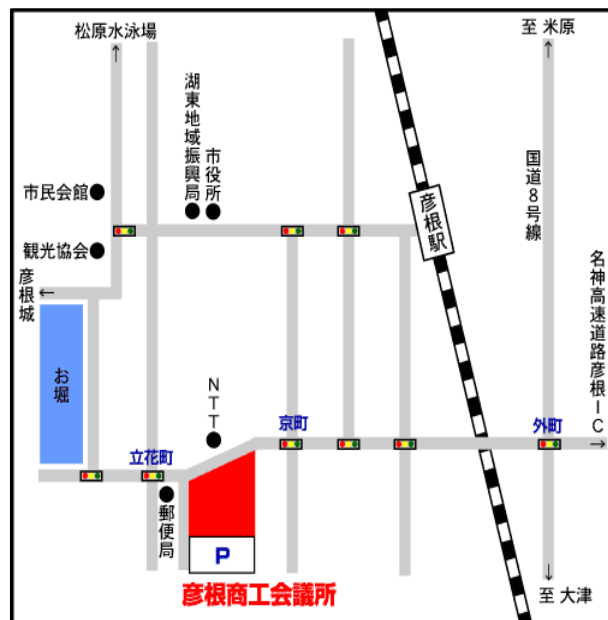 松原水泳場
至 米原
湖東地域振興局
市役所
国道8号線
市民会館
彦根駅
観光協会
彦根城
名神高速道路彦根IC
お堀
NTT
京町
外町
立花町
郵便局
P
彦根商工会議所
至 大津